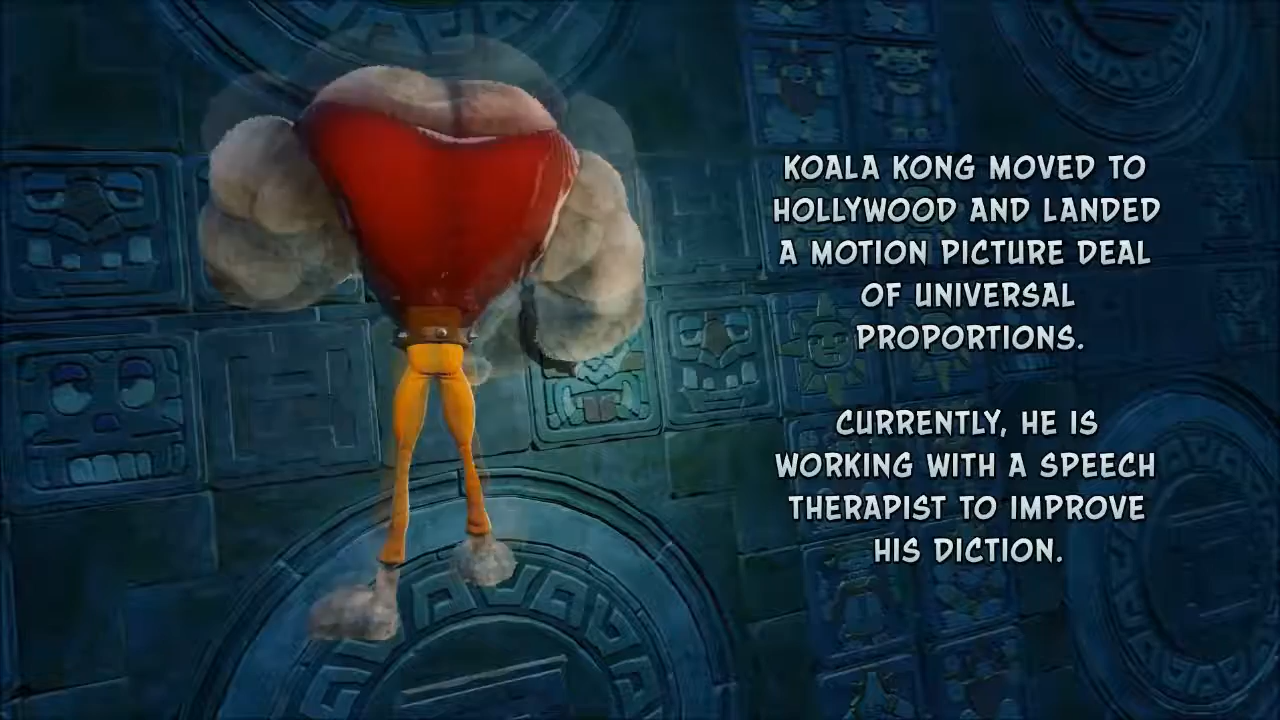 KOALA KONG MOVED TO
HOLLYWOOD AND LANDED
A MOTION PICTURE DEAL
OF UNIVERSAL
PROPORTIONS.
CURRENTLY, HE IS
WORKING WITH A SPEECH
THERAPIST TO IMPROVE
HIS DICTION.